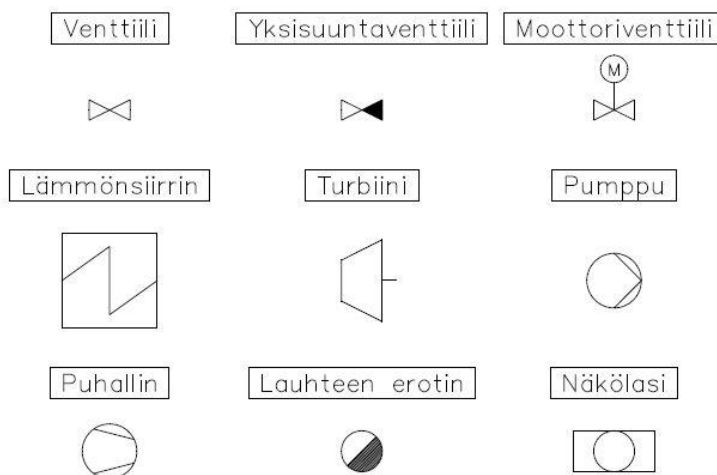 Venttiili
Yksisuuntaventtiili
Moottoriventtiili
M
Lämmönsiirrin
Turbiini
Pumppu
Puhallin
Lauhteen erotin
Näkölasi